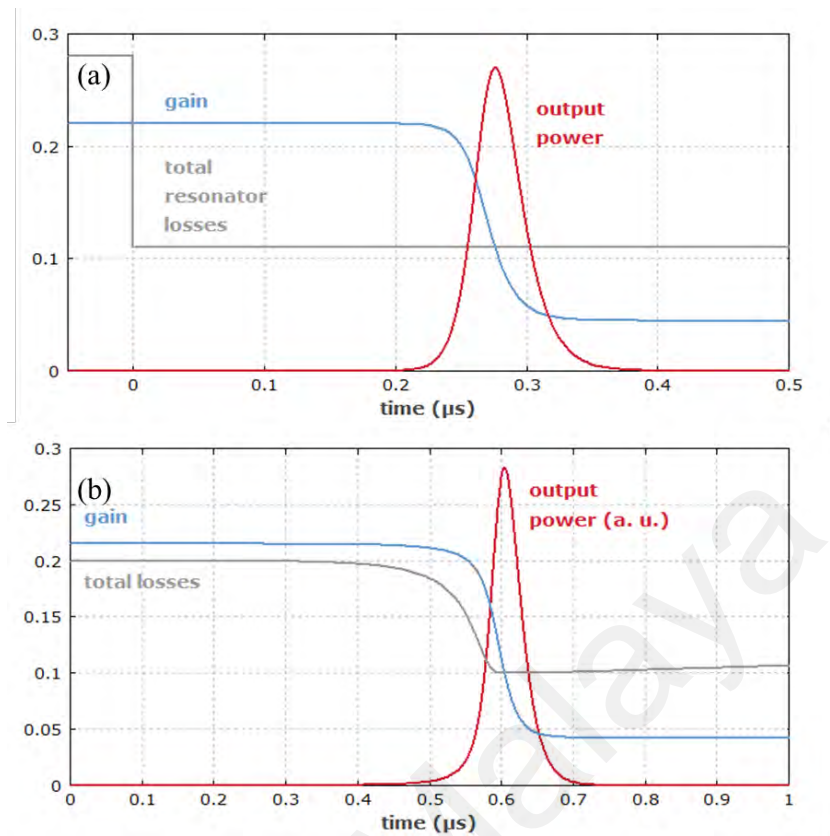 0.3
(a)
gain
output
power
0.2
total
resonator
losses
0.1
0
0 0.1 0.2 0.3 0.4 0.5
time (μs)
0.3
(b)
output
power (a. u.)
0.25
gain
0.2
total losses
0.15
0.1
0.05
0
0 0.1 0.2 0.3 0.4 0.5 0.6 0.7 0.8 0.9 1
time (μs)
Malaya